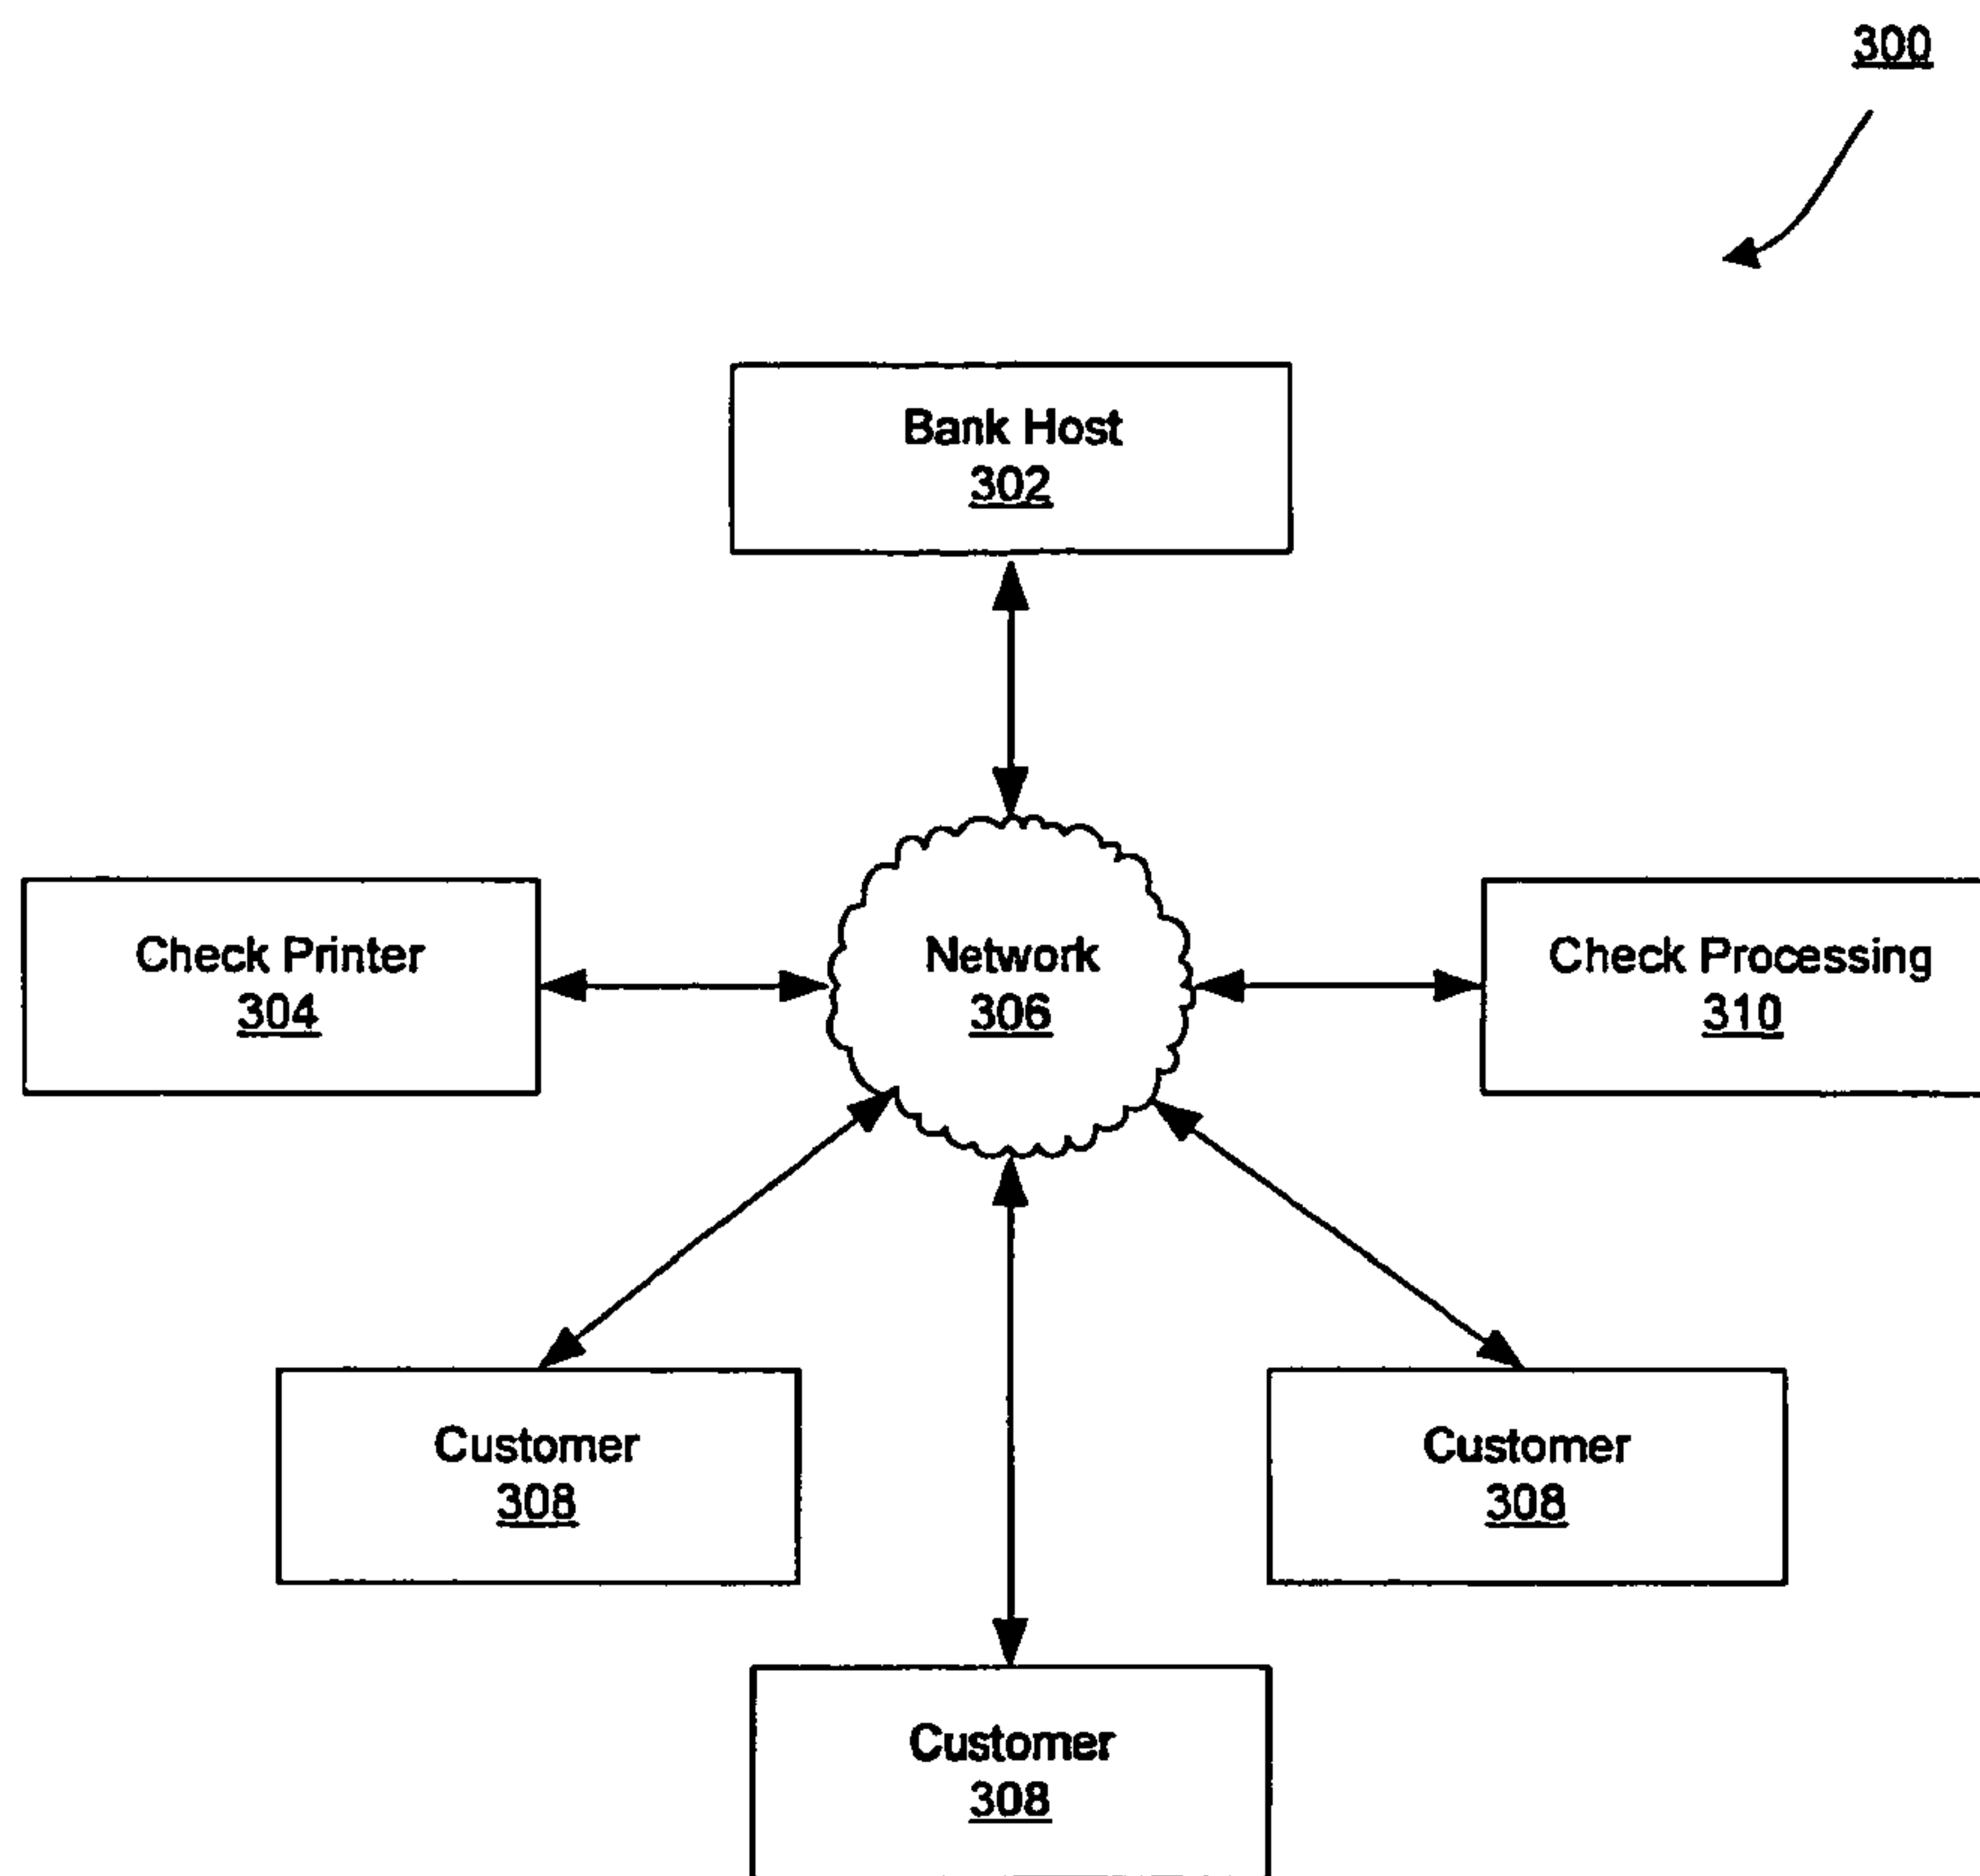 300
Bank Host
302
Check Printer
304
Network
306
Check Processing
310
Customer
308
Customer
308
Customer
308